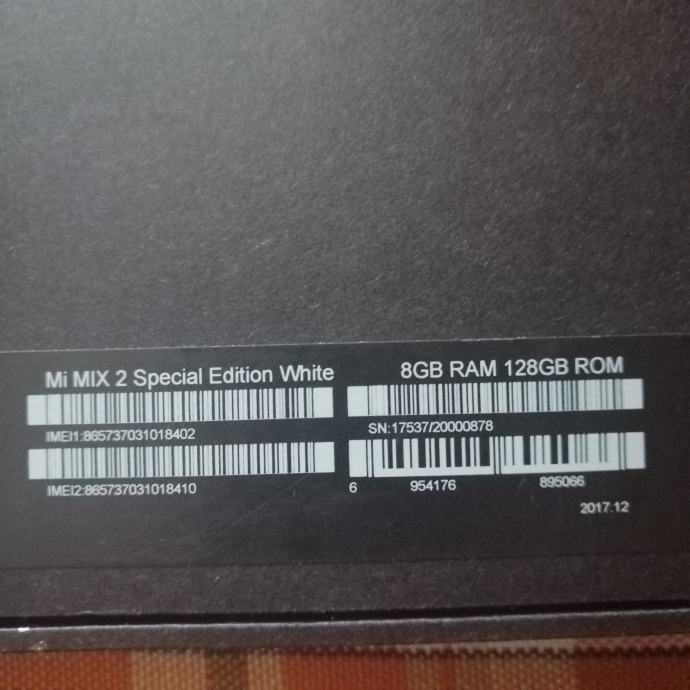 Mi MIX 2 Special Edition White
8GB RAM 128GB ROM
IMEI1:865737031018402
SN:17537/20000878
IMEI2:865737031018410
6 954176 895066
2017.12